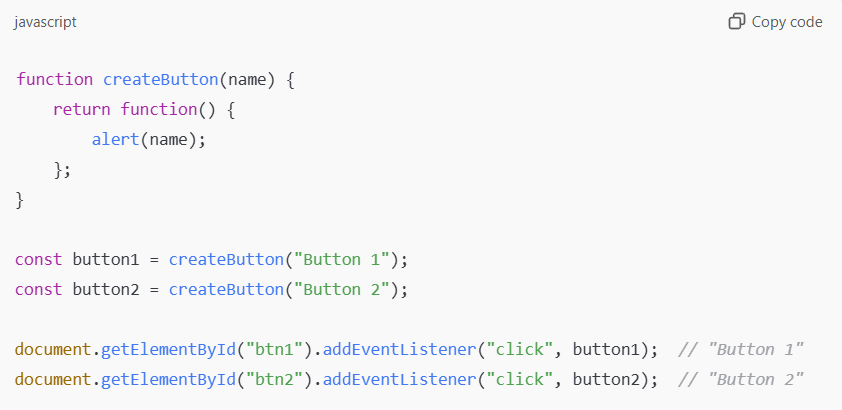 javascript
Copy code
function createButton(name) {
    return function() {
        alert(name);
    };
}
const button1 = createButton("Button 1");
const button2 = createButton("Button 2");
document.getElementById("btn1").addEventListener("click", button1);  // "Button 1"
document.getElementById("btn2").addEventListener("click", button2);  // "Button 2"